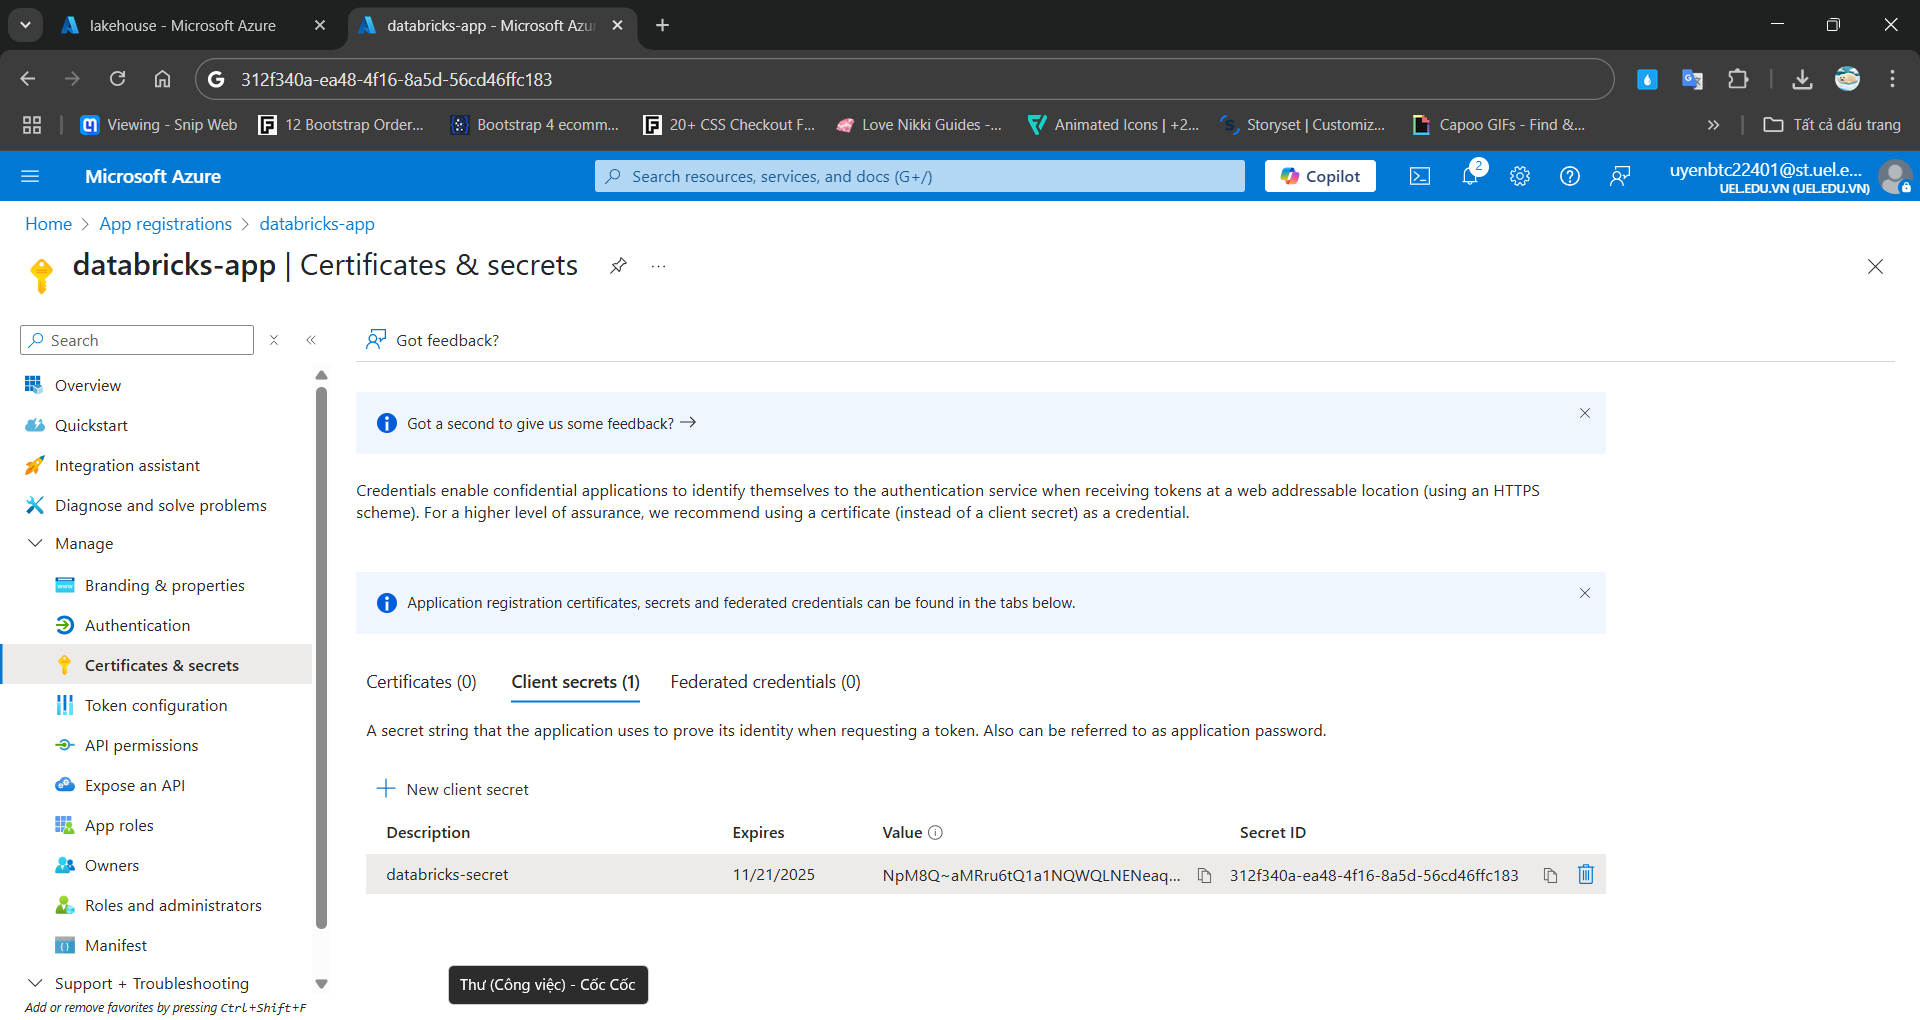 lakehouse - Microsoft Azure
databricks-app - Microsoft Azu
312f340a-ea48-4f16-8a5d-56cd46ffc183
Viewing - Snip Web
12 Bootstrap Order...
Bootstrap 4 ecomm...
20+ CSS Checkout F...
Love Nikki Guides -...
Animated Icons | +2...
Storyset | Customiz...
Capoo GIFs - Find &...
Tất cả dấu trang
Microsoft Azure
Search resources, services, and docs (G+/)
Copilot
2
uyenbtc22401@st.uel.e...
UEL.EDU.VN (UEL.EDU.VN)
Home > App registrations > databricks-app
databricks-app | Certificates & secrets
Search
Got feedback?
Overview
Quickstart
Integration assistant
Diagnose and solve problems
Manage
Branding & properties
Authentication
Certificates & secrets
Token configuration
API permissions
Expose an API
App roles
Owners
Roles and administrators
Manifest
Support + Troubleshooting
Add or remove favorites by pressing Ctrl+Shift+F
Got a second to give us some feedback?
Credentials enable confidential applications to identify themselves to the authentication service when receiving tokens at a web addressable location (using an HTTPS
scheme). For a higher level of assurance, we recommend using a certificate (instead of a client secret) as a credential.
Application registration certificates, secrets and federated credentials can be found in the tabs below.
Certificates (0)
Client secrets (1)
Federated credentials (0)
A secret string that the application uses to prove its identity when requesting a token. Also can be referred to as application password.
New client secret
Description
Expires
Value
Secret ID
databricks-secret
11/21/2025
NpM8Q~aMRru6tQ1a1NQWQLNENeaq...
312f340a-ea48-4f16-8a5d-56cd46ffc183
Thư (Công việc) - Cốc Cốc